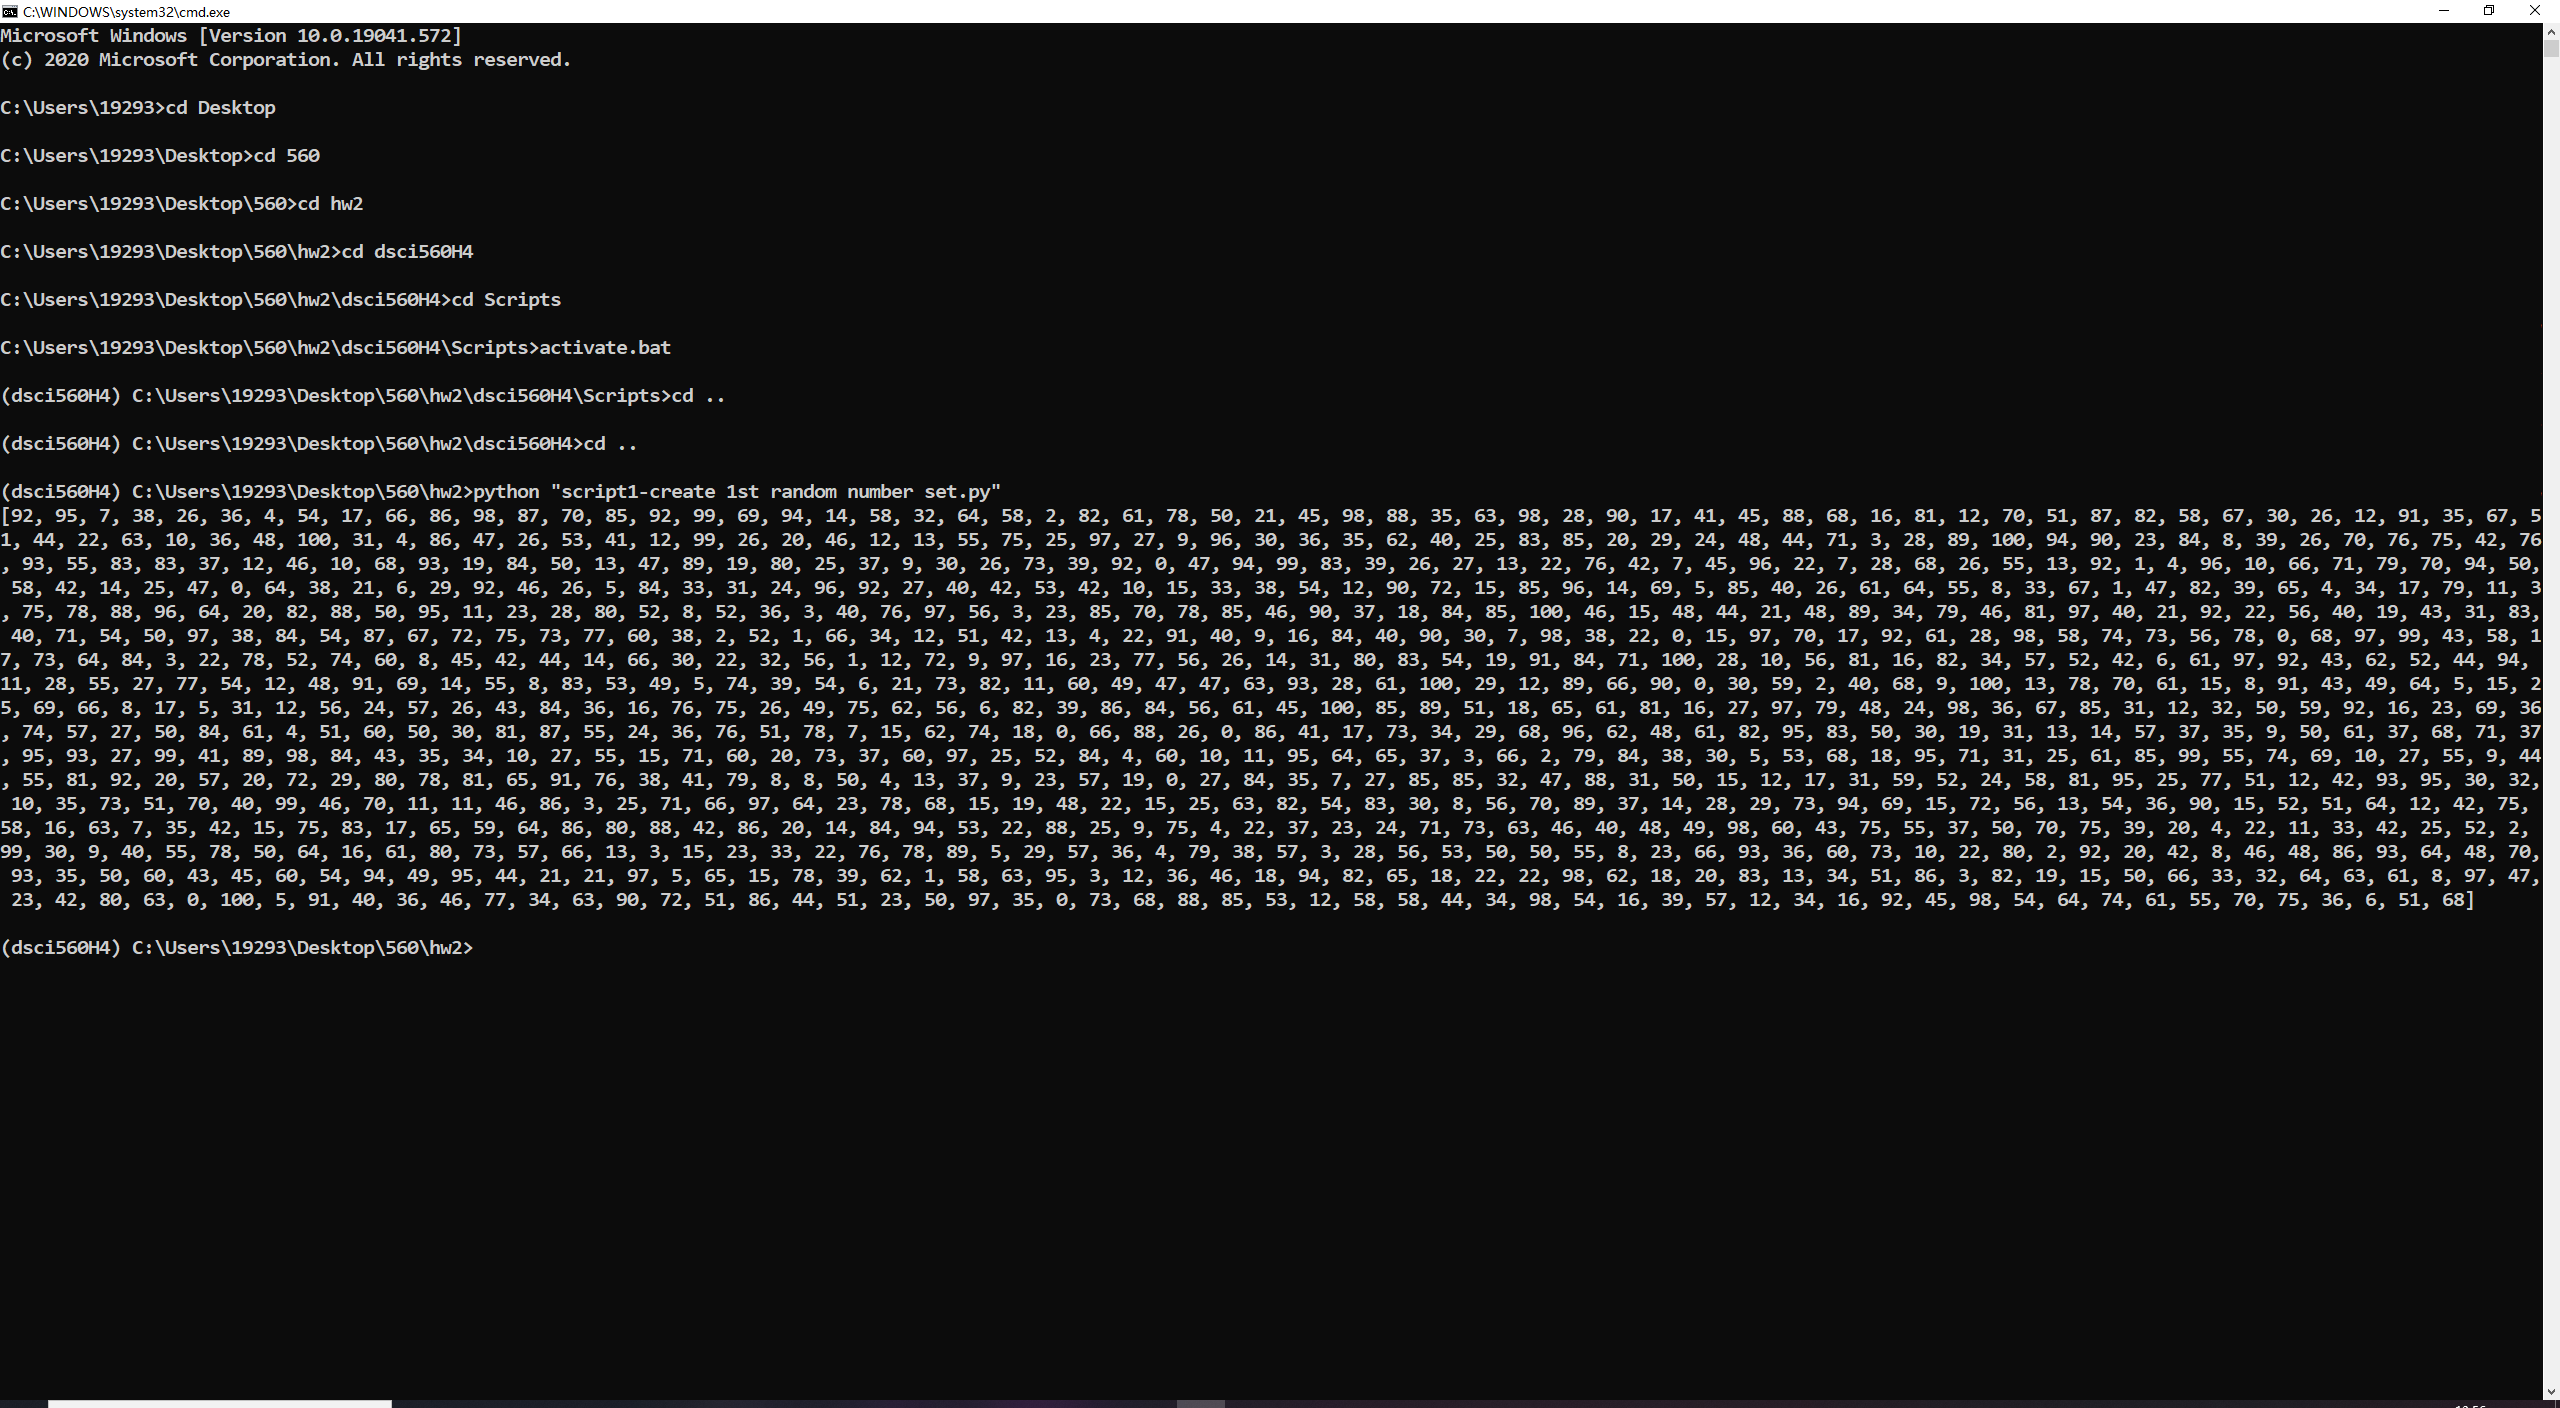 C:\WINDOWS\system32\cmd.exe
Microsoft Windows [Version 10.0.19041.572]
(c) 2020 Microsoft Corporation. All rights reserved.
C:\Users\19293>cd Desktop
C:\Users\19293\Desktop>cd 560
C:\Users\19293\Desktop\560>cd hw2
C:\Users\19293\Desktop\560\hw2>cd dsci560H4
C:\Users\19293\Desktop\560\hw2\dsci560H4>cd Scripts
C:\Users\19293\Desktop\560\hw2\dsci560H4\Scripts>activate.bat
(dsci560H4) C:\Users\19293\Desktop\560\hw2\dsci560H4\Scripts>cd ..
(dsci560H4) C:\Users\19293\Desktop\560\hw2\dsci560H4>cd ..
(dsci560H4) C:\Users\19293\Desktop\560\hw2>python "script1-create 1st random number set.py"
[92, 95, 7, 38, 26, 36, 4, 54, 17, 66, 86, 98, 87, 70, 85, 92, 99, 69, 94, 14, 58, 32, 64, 58, 2, 82, 61, 78, 50, 21, 45, 98, 88, 35, 63, 98, 28, 90, 17, 41, 45, 88, 68, 16, 81, 12, 70, 51, 87, 82, 58, 67, 30, 26, 12, 91, 35, 67, 5
1, 44, 22, 63, 10, 36, 48, 100, 31, 4, 86, 47, 26, 53, 41, 12, 99, 26, 20, 46, 12, 13, 55, 75, 25, 97, 27, 9, 96, 30, 36, 35, 62, 40, 25, 83, 85, 20, 29, 24, 48, 44, 71, 3, 28, 89, 100, 94, 90, 23, 84, 8, 39, 26, 70, 76, 75, 42, 76
, 93, 55, 83, 83, 37, 12, 46, 10, 68, 93, 19, 84, 50, 13, 47, 89, 19, 80, 25, 37, 9, 30, 26, 73, 39, 92, 0, 47, 94, 99, 83, 39, 26, 27, 13, 22, 76, 42, 7, 45, 96, 22, 7, 28, 68, 26, 55, 13, 92, 1, 4, 96, 10, 66, 71, 79, 70, 94, 50,
58, 42, 14, 25, 47, 0, 64, 38, 21, 6, 29, 92, 46, 26, 5, 84, 33, 31, 24, 96, 92, 27, 40, 42, 53, 42, 10, 15, 33, 38, 54, 12, 90, 72, 15, 85, 96, 14, 69, 5, 85, 40, 26, 61, 64, 55, 8, 33, 67, 1, 47, 82, 39, 65, 4, 34, 17, 79, 11, 3
, 75, 78, 88, 96, 64, 20, 82, 88, 50, 95, 11, 23, 28, 80, 52, 8, 52, 36, 3, 40, 76, 97, 56, 3, 23, 85, 70, 78, 85, 46, 90, 37, 18, 84, 85, 100, 46, 15, 48, 44, 21, 48, 89, 34, 79, 46, 81, 97, 40, 21, 92, 22, 56, 40, 19, 43, 31, 83,
40, 71, 54, 50, 97, 38, 84, 54, 87, 67, 72, 75, 73, 77, 60, 38, 2, 52, 1, 66, 34, 12, 51, 42, 13, 4, 22, 91, 40, 9, 16, 84, 40, 90, 30, 7, 98, 38, 22, 0, 15, 97, 70, 17, 92, 61, 28, 98, 58, 74, 73, 56, 78, 0, 68, 97, 99, 43, 58, 1
7, 73, 64, 84, 3, 22, 78, 52, 74, 60, 8, 45, 42, 44, 14, 66, 30, 22, 32, 56, 1, 12, 72, 9, 97, 16, 23, 77, 56, 26, 14, 31, 80, 83, 54, 19, 91, 84, 71, 100, 28, 10, 56, 81, 16, 82, 34, 57, 52, 42, 6, 61, 97, 92, 43, 62, 52, 44, 94,
11, 28, 55, 27, 77, 54, 12, 48, 91, 69, 14, 55, 8, 83, 53, 49, 5, 74, 39, 54, 6, 21, 73, 82, 11, 60, 49, 47, 47, 63, 93, 28, 61, 100, 29, 12, 89, 66, 90, 0, 30, 59, 2, 40, 68, 9, 100, 13, 78, 70, 61, 15, 8, 91, 43, 49, 64, 5, 15, 2
5, 69, 66, 8, 17, 5, 31, 12, 56, 24, 57, 26, 43, 84, 36, 16, 76, 75, 26, 49, 75, 62, 56, 6, 82, 39, 86, 84, 56, 61, 45, 100, 85, 89, 51, 18, 65, 61, 81, 16, 27, 97, 79, 48, 24, 98, 36, 67, 85, 31, 12, 32, 50, 59, 92, 16, 23, 69, 36
, 74, 57, 27, 50, 84, 61, 4, 51, 60, 50, 30, 81, 87, 55, 24, 36, 76, 51, 78, 7, 15, 62, 74, 18, 0, 66, 88, 26, 0, 86, 41, 17, 73, 34, 29, 68, 96, 62, 48, 61, 82, 95, 83, 50, 30, 19, 31, 13, 14, 57, 37, 35, 9, 50, 61, 37, 68, 71, 37
, 95, 93, 27, 99, 41, 89, 98, 84, 43, 35, 34, 10, 27, 55, 15, 71, 60, 20, 73, 37, 60, 97, 25, 52, 84, 4, 60, 10, 11, 95, 64, 65, 37, 3, 66, 2, 79, 84, 38, 30, 5, 53, 68, 18, 95, 71, 31, 25, 61, 85, 99, 55, 74, 69, 10, 27, 55, 9, 44
, 55, 81, 92, 20, 57, 20, 72, 29, 80, 78, 81, 65, 91, 76, 38, 41, 79, 8, 8, 50, 4, 13, 37, 9, 23, 57, 19, 0, 27, 84, 35, 7, 27, 85, 85, 32, 47, 88, 31, 50, 15, 12, 17, 31, 59, 52, 24, 58, 81, 95, 25, 77, 51, 12, 42, 93, 95, 30, 32,
10, 35, 73, 51, 70, 40, 99, 46, 70, 11, 11, 46, 86, 3, 25, 71, 66, 97, 64, 23, 78, 68, 15, 19, 48, 22, 15, 25, 63, 82, 54, 83, 30, 8, 56, 70, 89, 37, 14, 28, 29, 73, 94, 69, 15, 72, 56, 13, 54, 36, 90, 15, 52, 51, 64, 12, 42, 75,
58, 16, 63, 7, 35, 42, 15, 75, 83, 17, 65, 59, 64, 86, 80, 88, 42, 86, 20, 14, 84, 94, 53, 22, 88, 25, 9, 75, 4, 22, 37, 23, 24, 71, 73, 63, 46, 40, 48, 49, 98, 60, 43, 75, 55, 37, 50, 70, 75, 39, 20, 4, 22, 11, 33, 42, 25, 52, 2,
99, 30, 9, 40, 55, 78, 50, 64, 16, 61, 80, 73, 57, 66, 13, 3, 15, 23, 33, 22, 76, 78, 89, 5, 29, 57, 36, 4, 79, 38, 57, 3, 28, 56, 53, 50, 50, 55, 8, 23, 66, 93, 36, 60, 73, 10, 22, 80, 2, 92, 20, 42, 8, 46, 48, 86, 93, 64, 48, 70,
93, 35, 50, 60, 43, 45, 60, 54, 94, 49, 95, 44, 21, 21, 97, 5, 65, 15, 78, 39, 62, 1, 58, 63, 95, 3, 12, 36, 46, 18, 94, 82, 65, 18, 22, 22, 98, 62, 18, 20, 83, 13, 34, 51, 86, 3, 82, 19, 15, 50, 66, 33, 32, 64, 63, 61, 8, 97, 47,
23, 42, 80, 63, 0, 100, 5, 91, 40, 36, 46, 77, 34, 63, 90, 72, 51, 86, 44, 51, 23, 50, 97, 35, 0, 73, 68, 88, 85, 53, 12, 58, 58, 44, 34, 98, 54, 16, 39, 57, 12, 34, 16, 92, 45, 98, 54, 64, 74, 61, 55, 70, 75, 36, 6, 51, 68]
(dsci560H4) C:\Users\19293\Desktop\560\hw2>